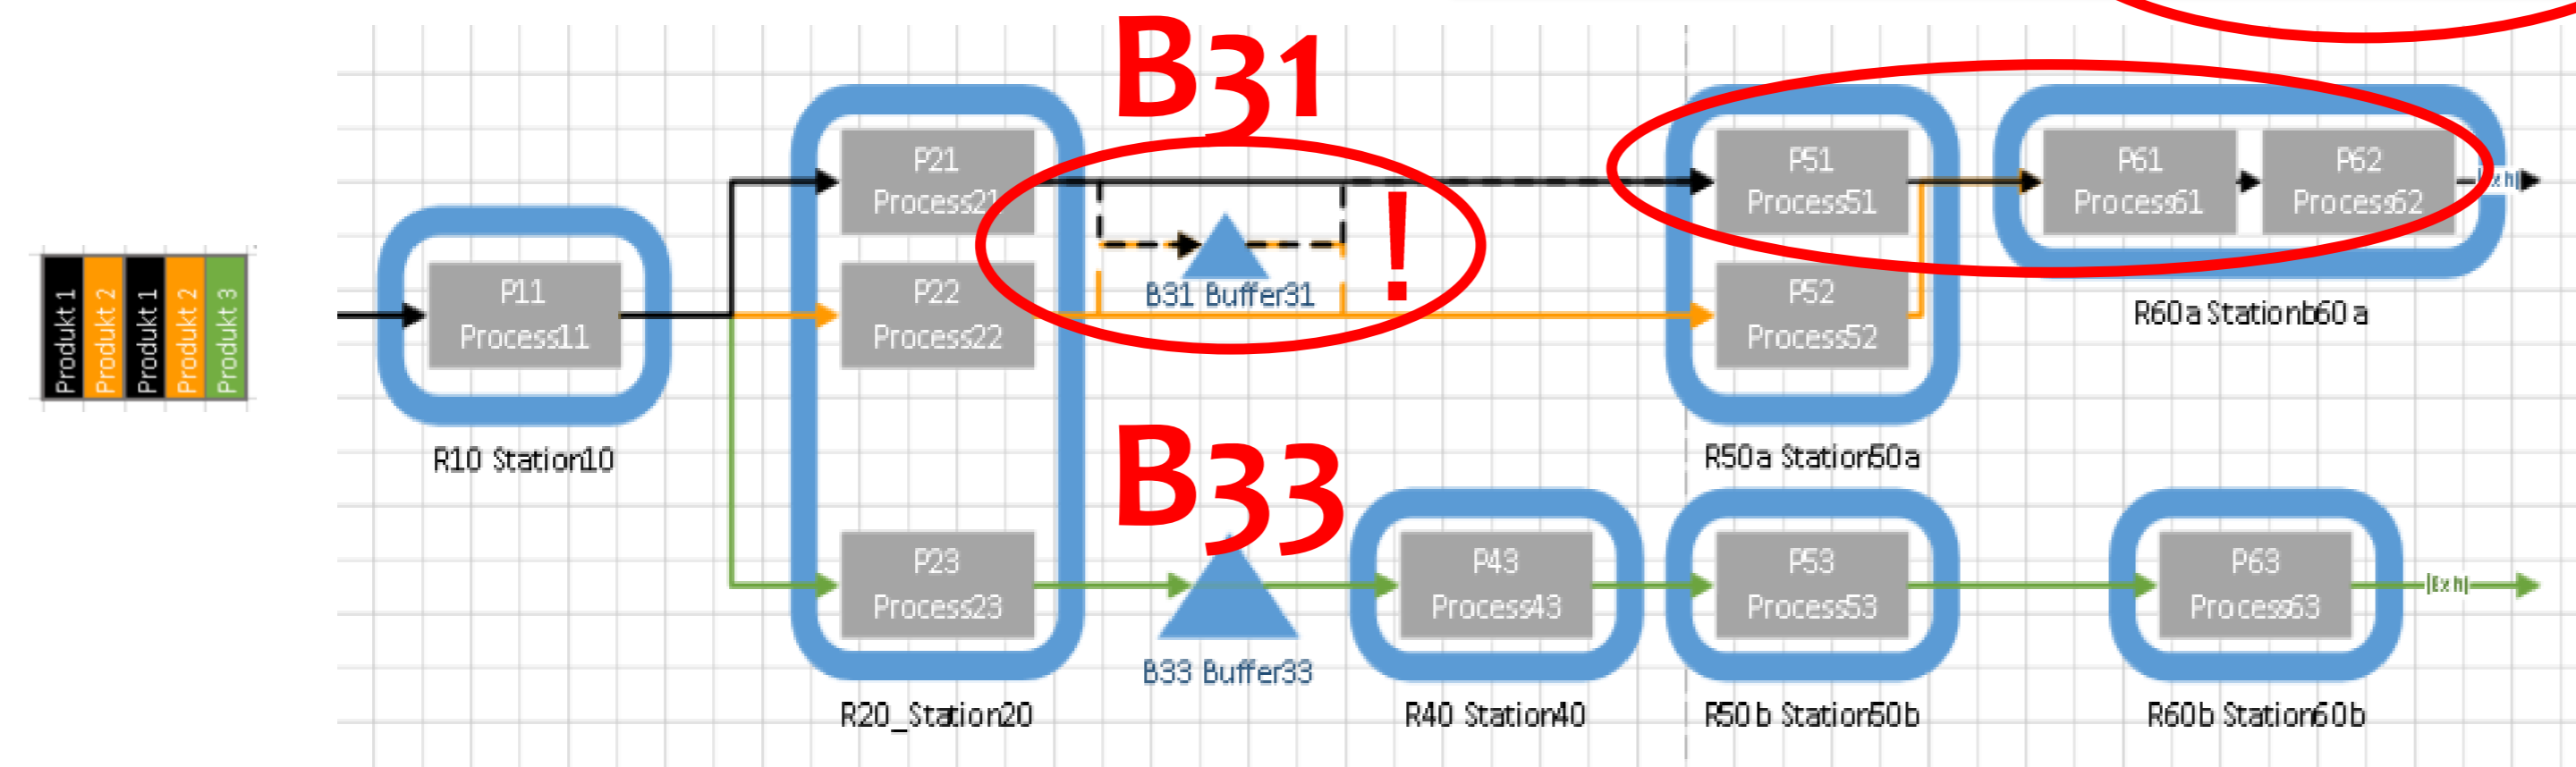 B31
Produkt 1
Produkt 2
Produkt 1
Produkt 2
Produkt 3
P11
Process11
R10 Station10
P21
Process21
P22
Process22
P23
Process23
R20_Station20
!
B31 Buffer31
B33
B33 Buffer33
P43
Process43
R40 Station40
P51
Process51
P52
Process52
R50a Station50a
P61
Process61
P62
Process62
R60a Stationb60a
P53
Process53
R50b Station50b
P63
Process63
R60b Station60b
|Exh|